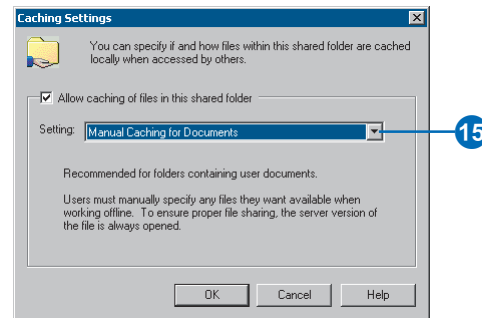 Caching Settings
You can specify if and how files within this shared folder are cached
locally when accessed by others.
Allow caching of files in this shared folder
Setting: Manual Caching for Documents
15
Recommended for folders containing user documents.
Users must manually specify any files they want available when
working offline. To ensure proper file sharing, the server version of
the file is always opened.
OK Cancel Help